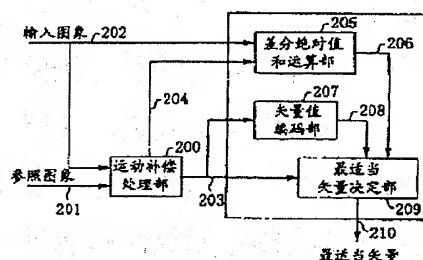 输入图象
202
205
差分绝对值
和运算部
206
204
207
矢量值
编码部
208
200
运动补偿
处理部
参照图象
201
203
最适当
矢量决定部
209
210
最适当矢量